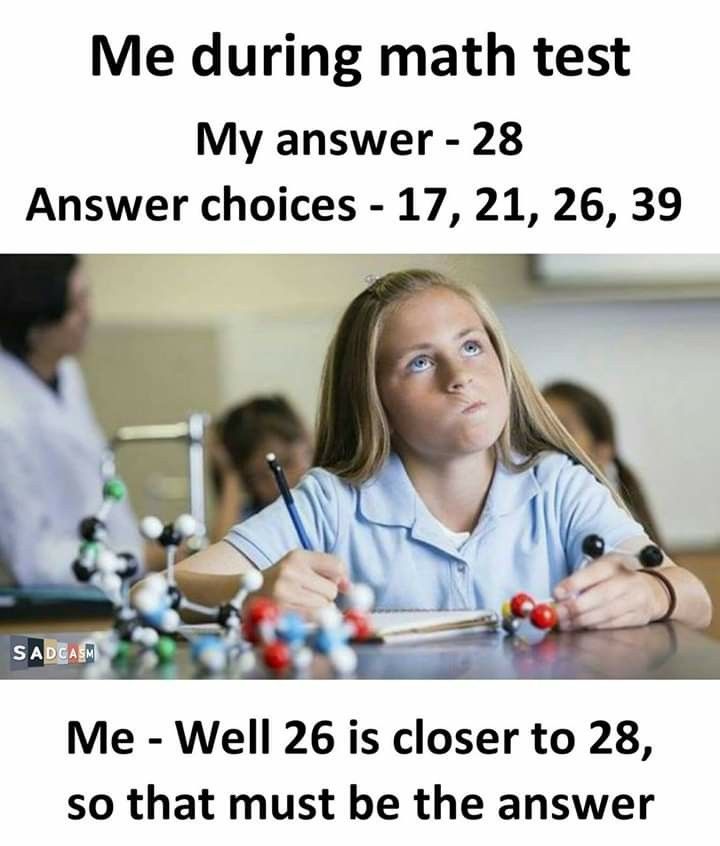 Me during math test
My answer - 28
Answer choices - 17, 21, 26, 39
SADCASM
Me - Well 26 is closer to 28,
so that must be the answer